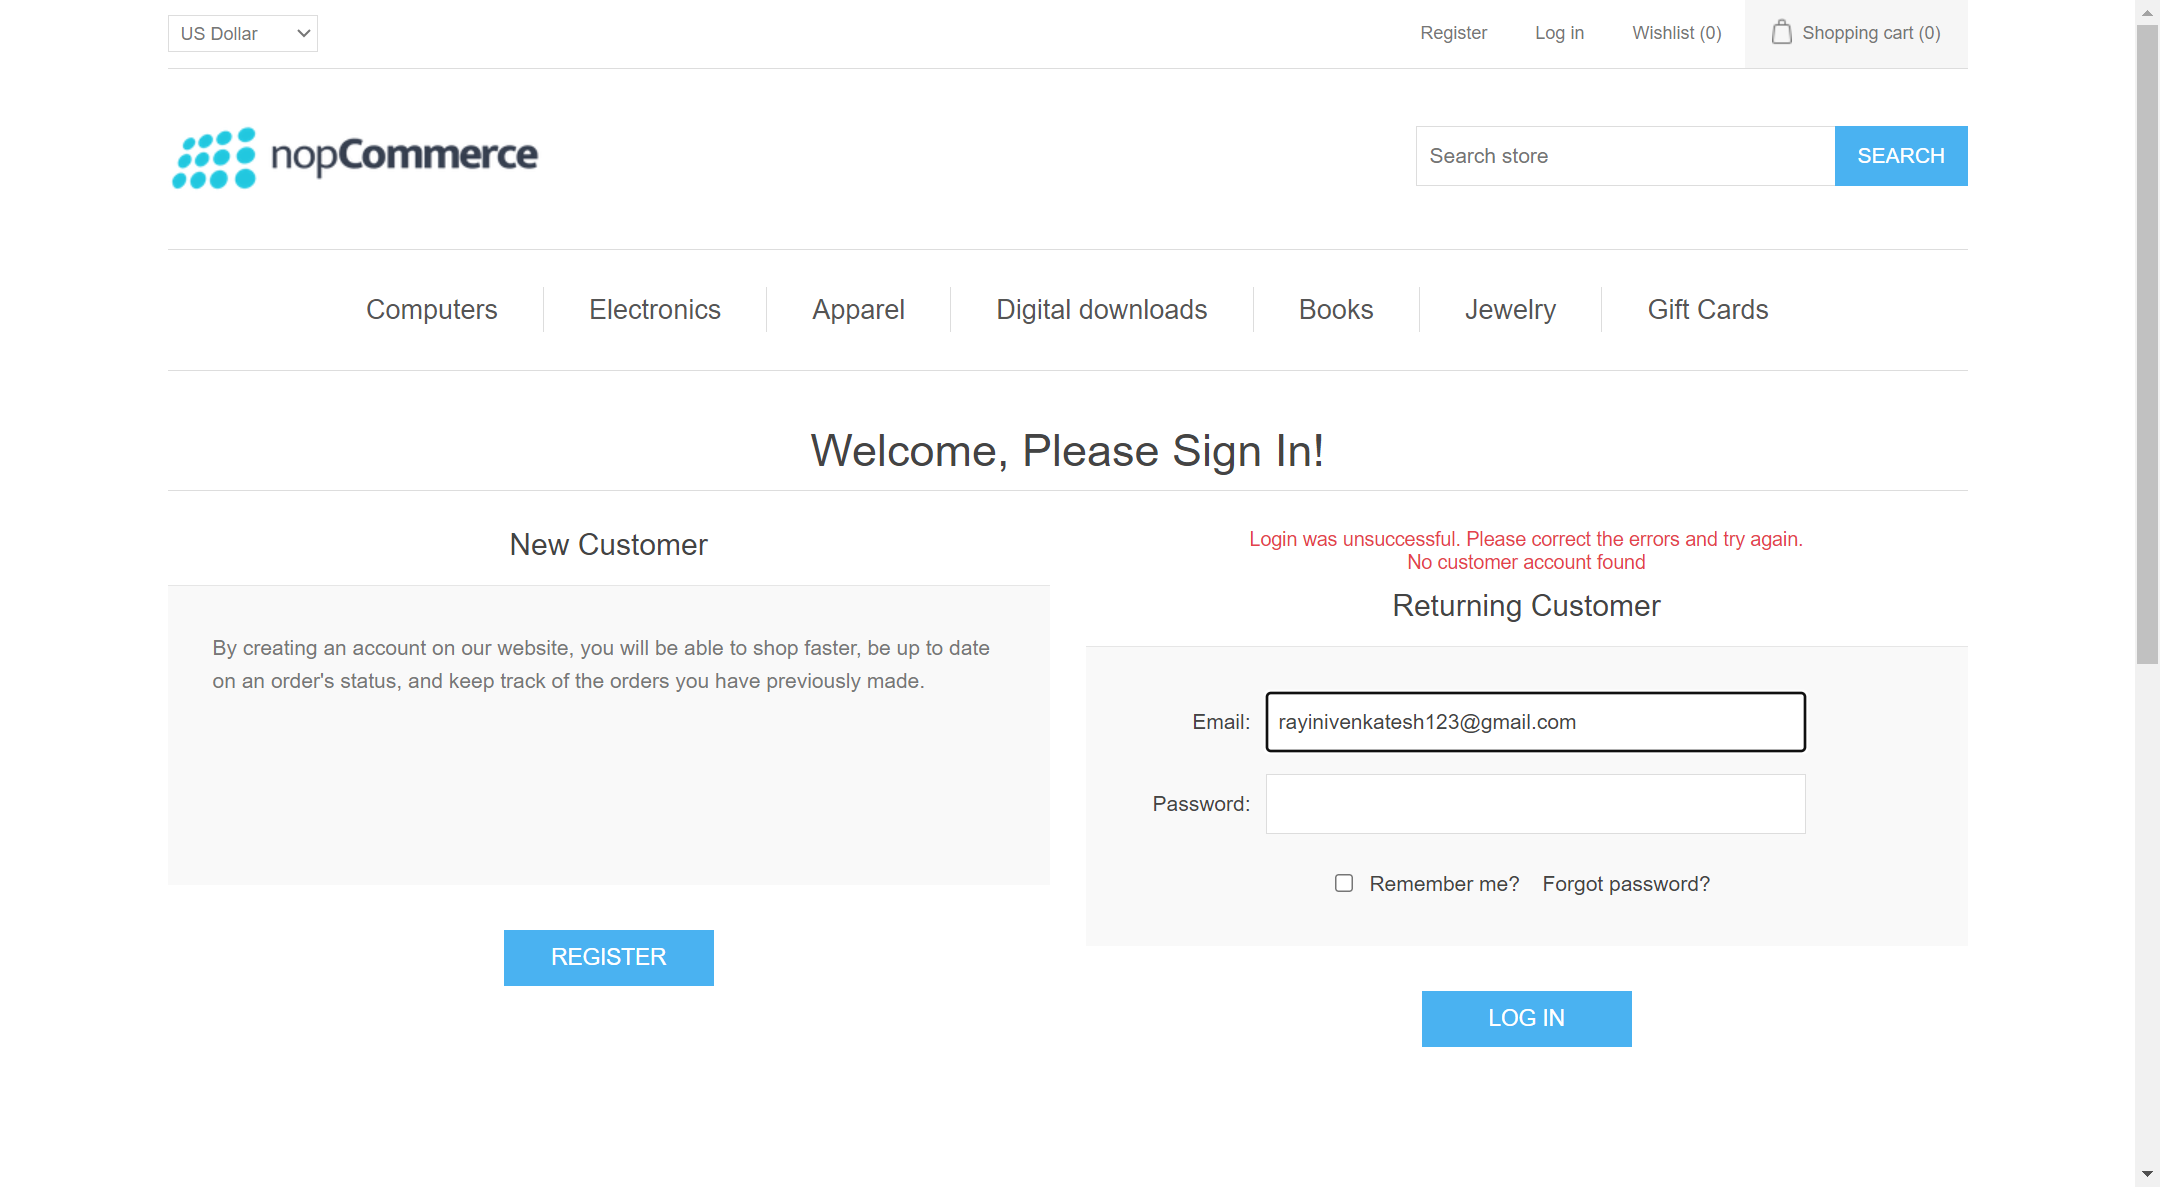 US Dollar
Register
Log in
Wishlist (0)
Shopping cart (0)
nopCommerce
Search store
SEARCH
Computers
Electronics
Apparel
Digital downloads
Books
Jewelry
Gift Cards
Welcome, Please Sign In!
New Customer
By creating an account on our website, you will be able to shop faster, be up to date
on an order's status, and keep track of the orders you have previously made.
REGISTER
Login was unsuccessful. Please correct the errors and try again.
No customer account found
Returning Customer
Email:
rayinivenkatesh123@gmail.com
Password:
Remember me?
Forgot password?
LOG IN